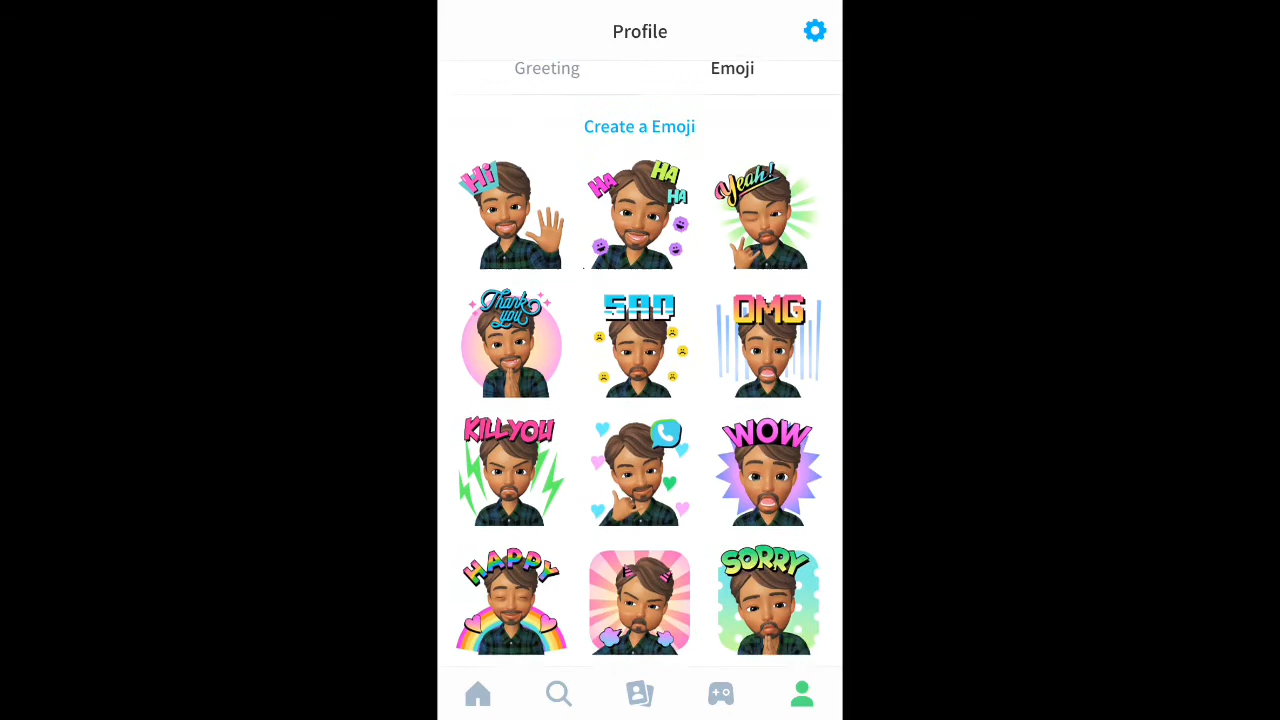 Profile
Greeting
Emoji
Create a Emoji
Hi
HA HA HA
Yeah!
Thank you
SAD
OMG
KILL YOU
WOW
HAPPY
SORRY